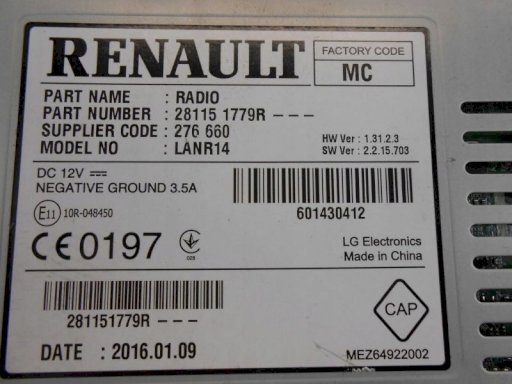 RENAULT
FACTORY CODE
MC
PART NAME : RADIO
PART NUMBER : 28115 1779R - - -
SUPPLIER CODE : 276 660
MODEL NO : LANR14
HW Ver : 1.31.2.3
SW Ver : 2.2.15.703
DC 12V
NEGATIVE GROUND 3.5A
E11 10R-048450
601430412
CE0197
028
LG Electronics
Made in China
281151779R - - -
CAP
DATE : 2016.01.09
MEZ64922002